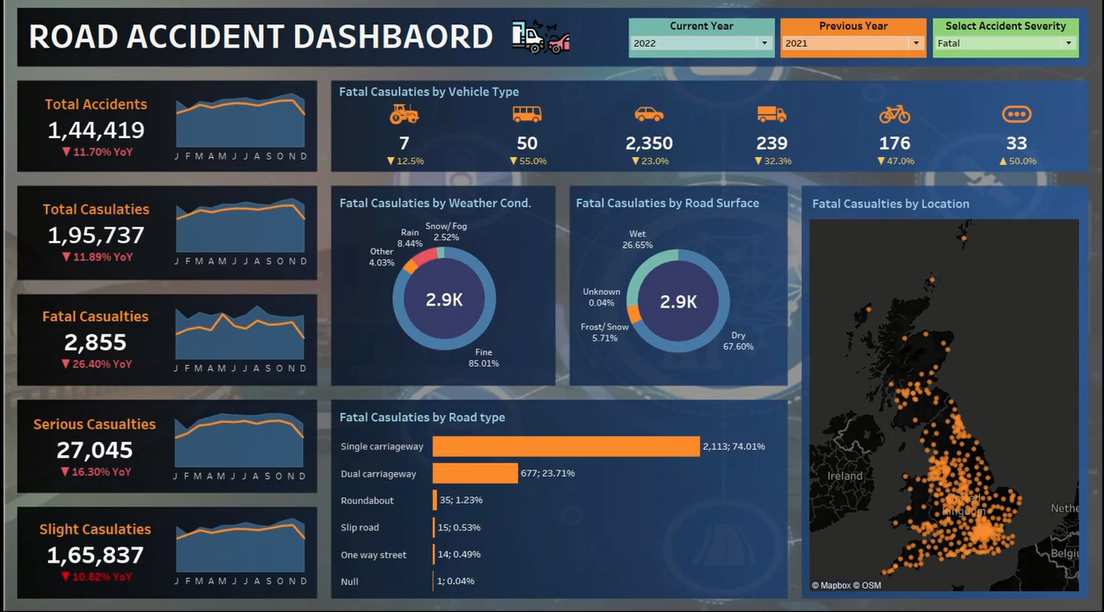 ROAD ACCIDENT DASHBAORD
Current Year
2022
Previous Year
2021
Select Accident Severity
Fatal
Total Accidents
1,44,419
▼ 11.70% YoY
J F M A M J J A S O N D
Total Casulaties
1,95,737
▼ 11.89% YoY
J F M A M J J A S O N D
Fatal Casualties
2,855
▼ 26.40% YoY
J F M A M J J A S O N D
Serious Casualties
27,045
▼ 16.30% YoY
J F M A M J J A S O N D
Slight Casulaties
1,65,837
▼ 10.82% YoY
J F M A M J J A S O N D
Fatal Casulaties by Vehicle Type
7 50 2,350 239 176 33
▼ 12.5% ▼ 55.0% ▼ 23.0% ▼ 32.3% ▼ 47.0% ▲ 50.0%
Fatal Casulaties by Weather Cond.
Snow/ Fog
2.52%
Rain
8.44%
Other
4.03%
2.9K
Fine
85.01%
Fatal Casulaties by Road Surface
Wet
26.65%
Unknown
0.04%
2.9K
Frost/ Snow
5.71%
Dry
67.60%
Fatal Casulaties by Road type
Single carriageway 2,113; 74.01%
Dual carriageway 677; 23.71%
Roundabout 35; 1.23%
Slip road 15; 0.53%
One way street 14; 0.49%
Null 1; 0.04%
Fatal Casualties by Location
Ireland
United
Kingdom
Nethe
Belgiu
© Mapbox © OSM